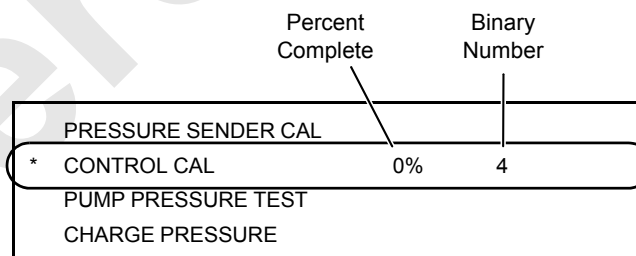 Percent Complete
Binary Number
PRESSURE SENDER CAL
* CONTROL CAL 0% 4
PUMP PRESSURE TEST
CHARGE PRESSURE